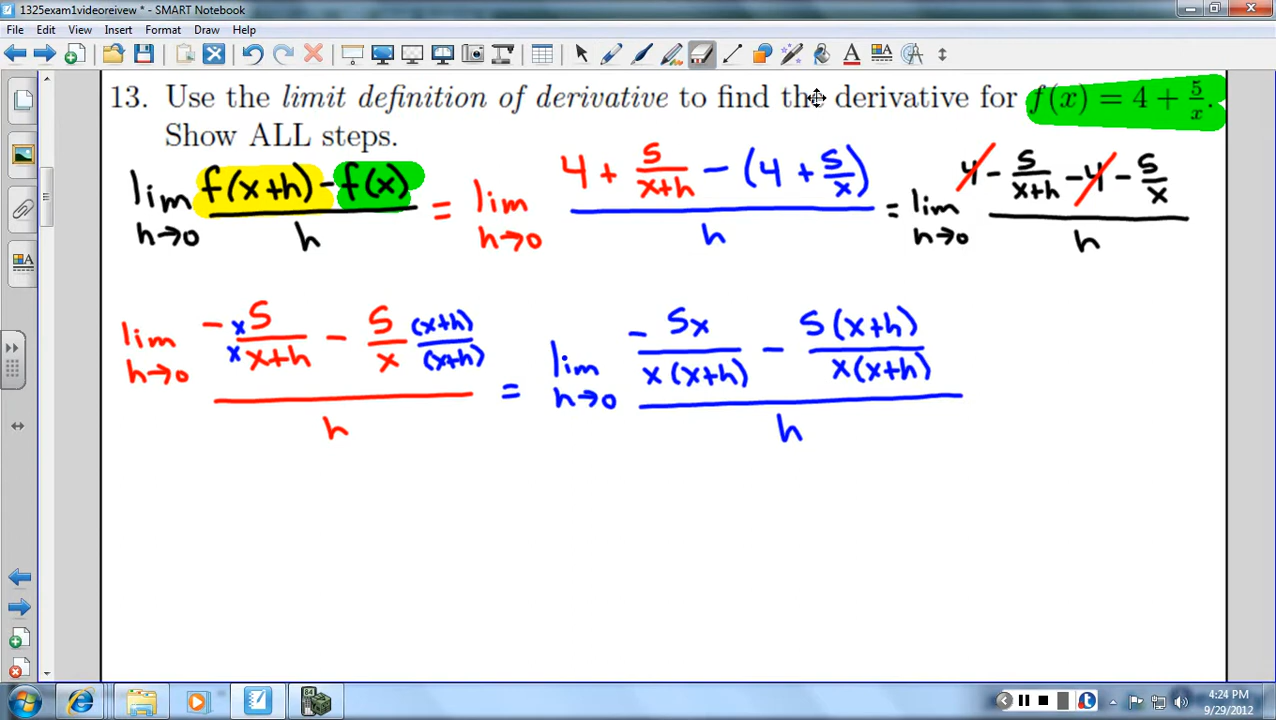 1325exam1videoreivew * - SMART Notebook
File Edit View Insert Format Draw Help
13. Use the limit definition of derivative to find the derivative for f(x) = 4 + 5/x.
Show ALL steps.
lim h→0 (f(x+h) - f(x))/h = lim h→0 (4 + 5/(x+h) - (4 + 5/x))/h = lim h→0 (4 - 5/(x+h) - 4 - 5/x)/h
lim h→0 (- x5/x(x+h) - 5/x (x+h)/(x+h))/h = lim h→0 (- 5x/x(x+h) - 5(x+h)/x(x+h))/h
4:24 PM
9/29/2012